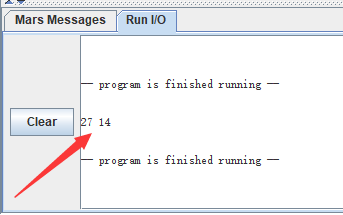 Mars Messages Run I/O
-- program is finished running --
Clear
27 14
-- program is finished running --